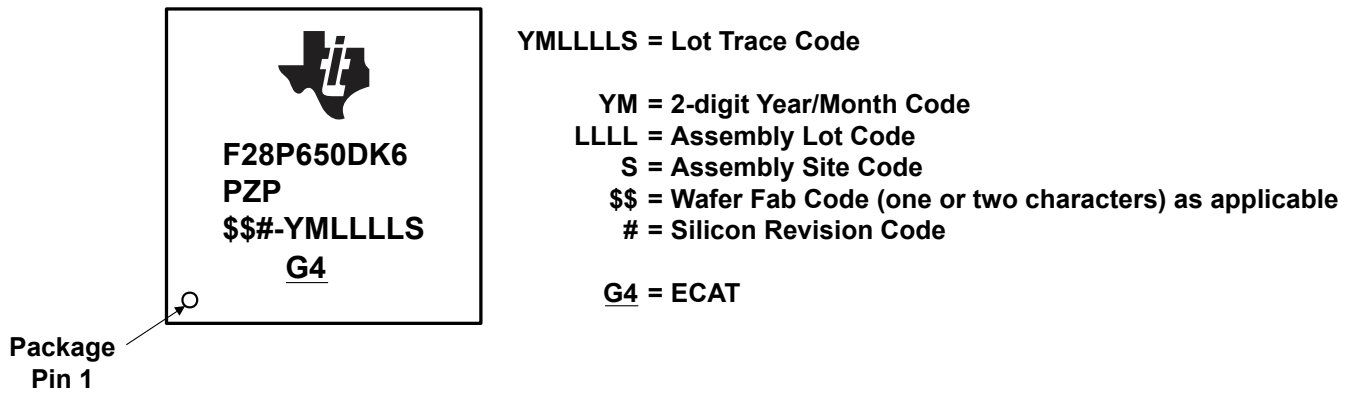 F28P650DK6
PZP
$$#-YMLLLLS
G4
Package
Pin 1
YMLLLLS = Lot Trace Code
YM = 2-digit Year/Month Code
LLLL = Assembly Lot Code
S = Assembly Site Code
$$ = Wafer Fab Code (one or two characters) as applicable
# = Silicon Revision Code
G4 = ECAT